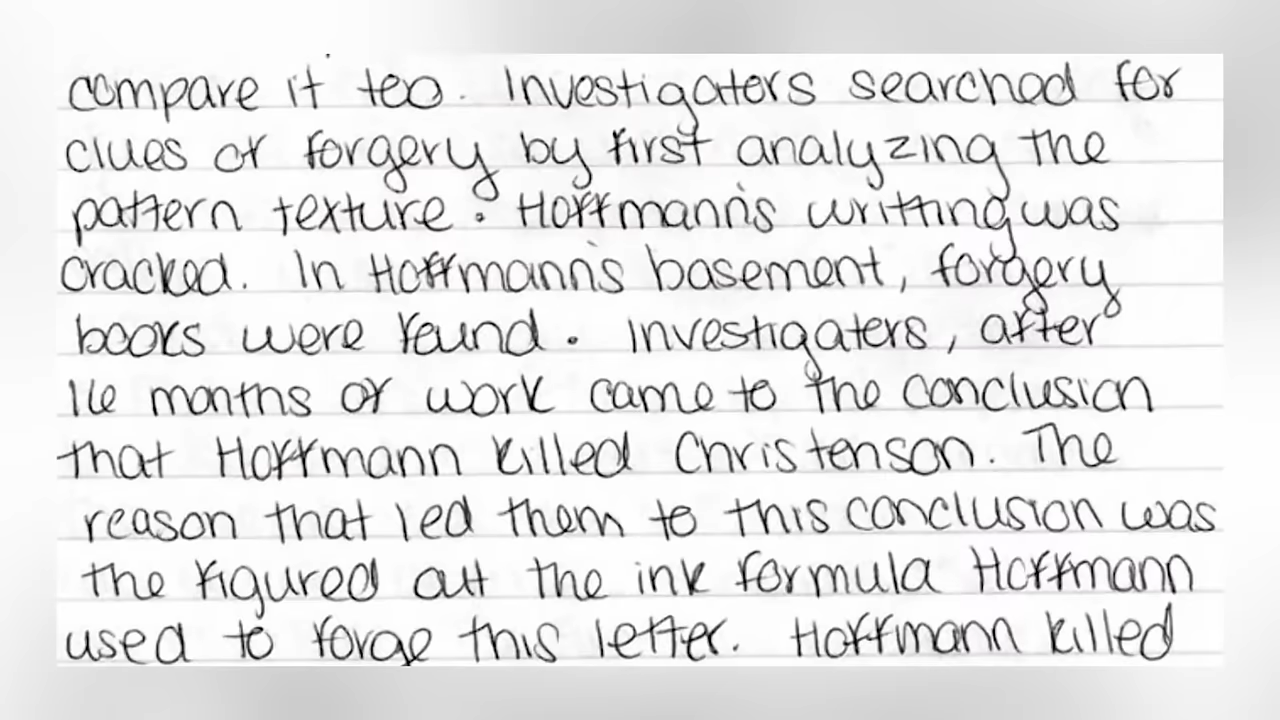 compare it too. Investigators searched for
clues of forgery by first analyzing the
pattern texture. Hoffmann's writting was
cracked. In Hoffmann's basement, forgery
books were found. Investigaters, after
16 months of work came to the conclusion
that Hoffmann killed Christenson. The
reason that led them to this conclusion was
the figured out the ink formula Hoffmann
used to forge this letter. Hoffmann killed